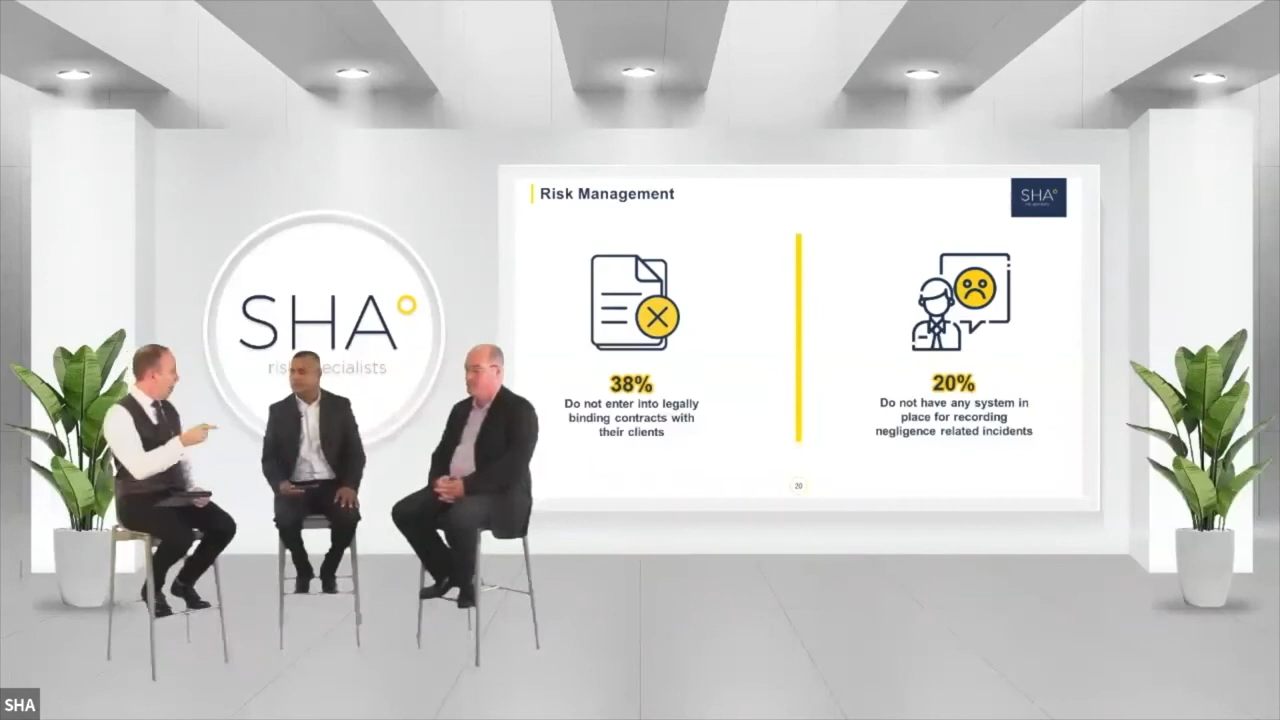 Risk Management
SHA
SHA
risk specialists
38%
Do not enter into legally
binding contracts with
their clients
20%
Do not have any system in
place for recording
negligence related incidents
20
SHA